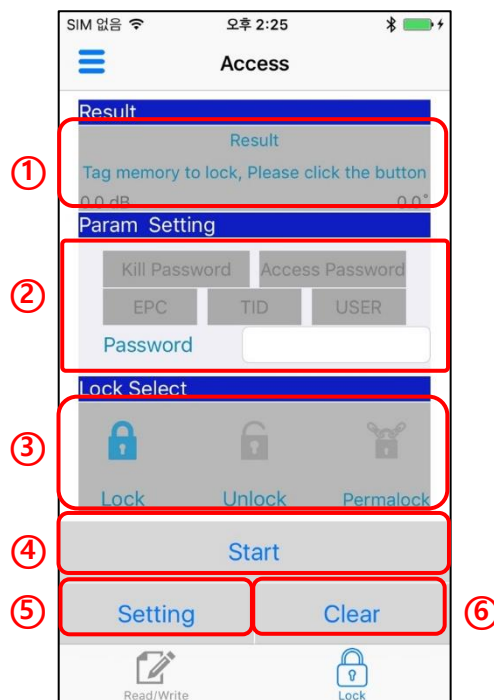 SIM 없음 오후 2:25
Access
Result
① Result
Tag memory to lock, Please click the button
0.0 dB 0.0°
Param Setting
② Kill Password Access Password
EPC TID USER
Password
Lock Select
③ Lock Unlock Permalock
④ Start
⑤ Setting Clear ⑥
Read/Write Lock